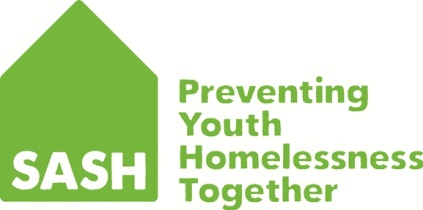 SASH
Preventing
Youth
Homelessness
Together